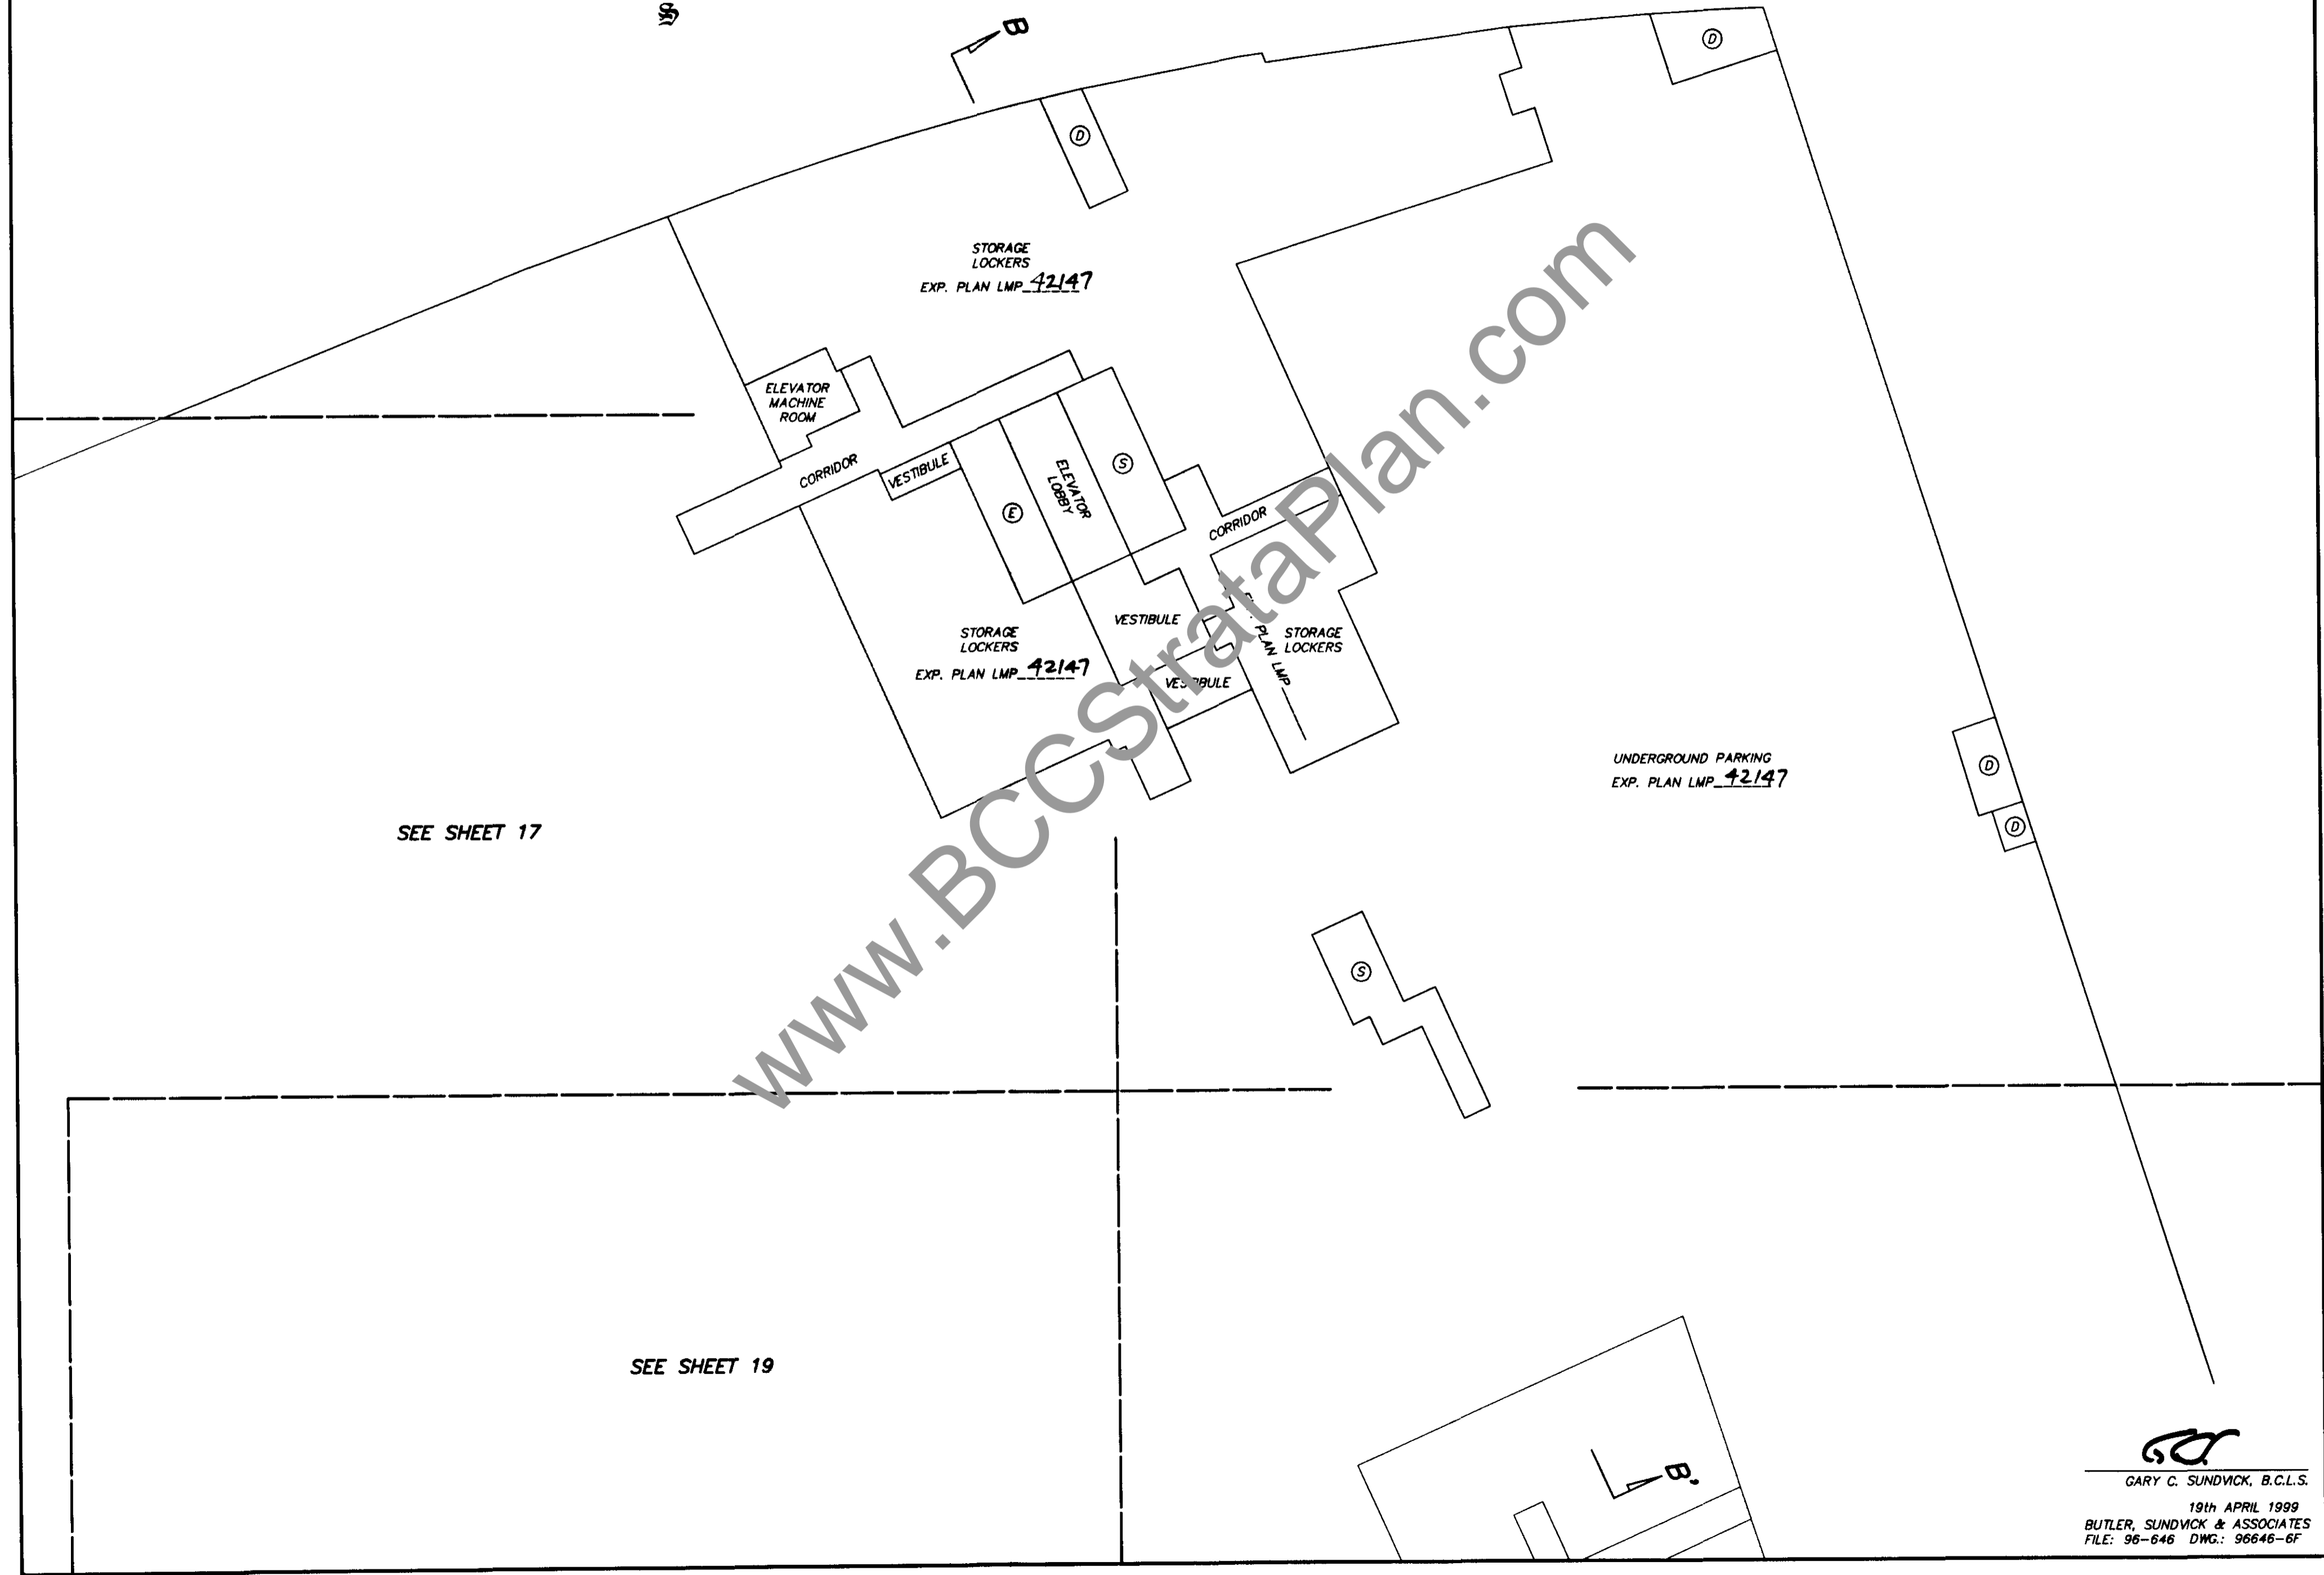 S
B
D
D
STORAGE
LOCKERS
EXP. PLAN LMP 42147
ELEVATOR
MACHINE
ROOM
CORRIDOR
VESTIBULE
E
ELEVATOR
LOBBY
S
CORRIDOR
STORAGE
LOCKERS
EXP. PLAN LMP 42147
VESTIBULE
VESTIBULE
PLAN LMP
STORAGE
LOCKERS
UNDERGROUND PARKING
EXP. PLAN LMP 42147
D
D
SEE SHEET 17
S
SEE SHEET 19
B'
www.BCCStrataPlan.com
GARY C. SUNDVICK, B.C.L.S.
19th APRIL 1999
BUTLER, SUNDVICK & ASSOCIATES
FILE: 96-646 DWG.: 96646-6F